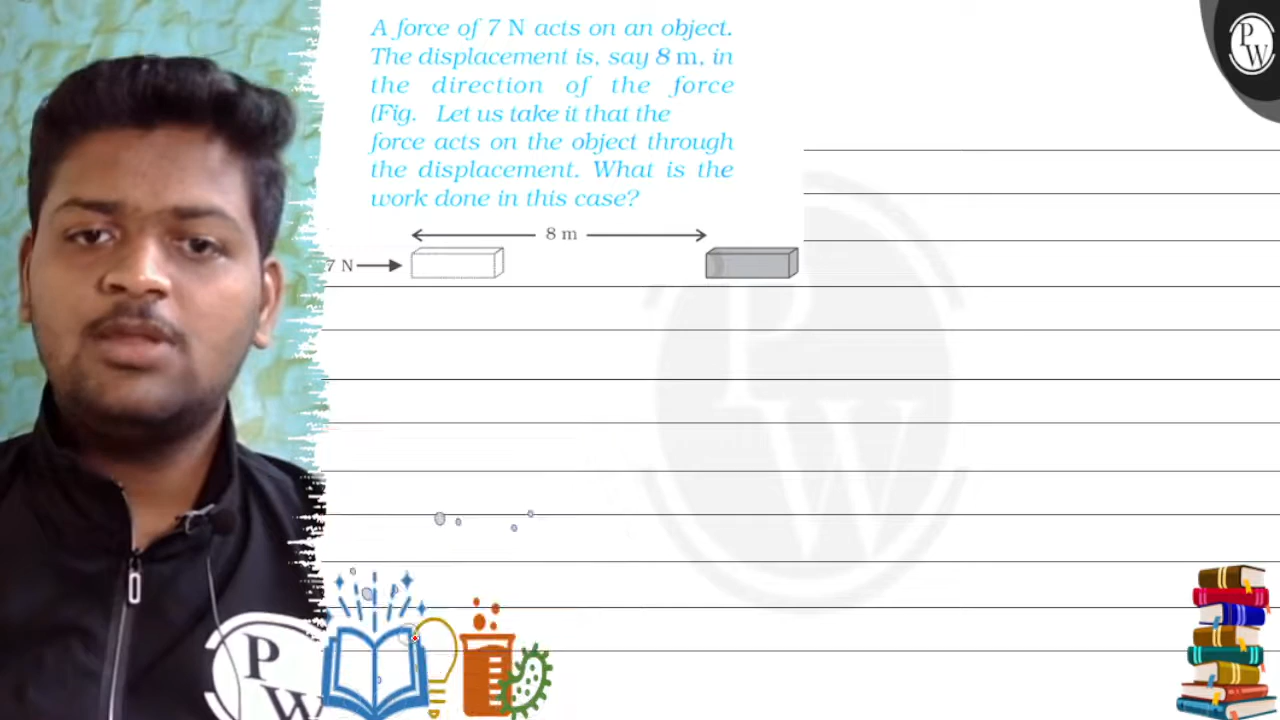 A force of 7 N acts on an object.
The displacement is, say 8 m, in
the direction of the force
(Fig. Let us take it that the
force acts on the object through
the displacement. What is the
work done in this case?
8 m
7 N
P
W
P
W
P
W